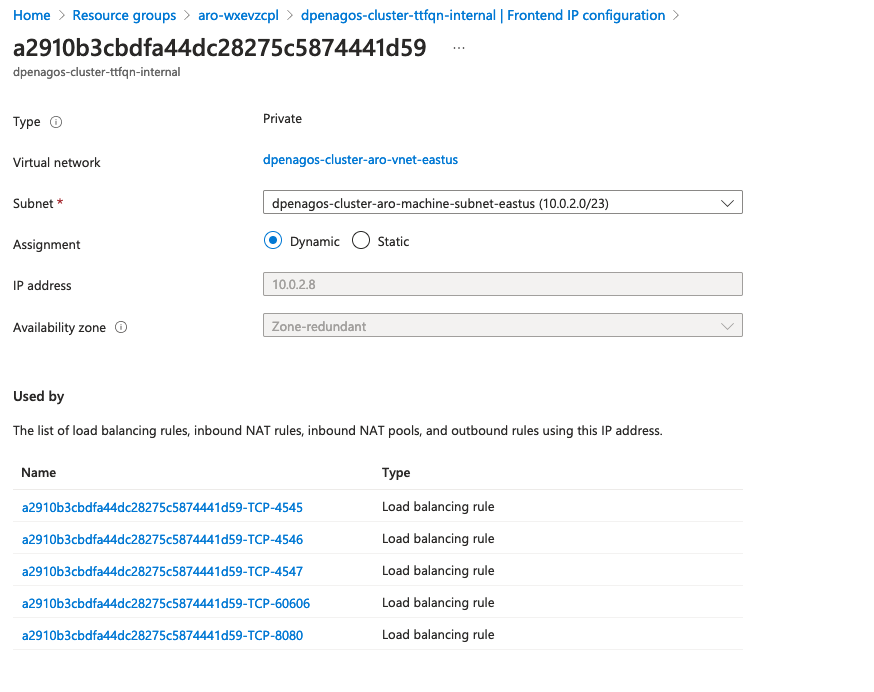 Home > Resource groups > aro-wxevzcpl > dpenagos-cluster-ttfqn-internal | Frontend IP configuration >
a2910b3cbdfa44dc28275c5874441d59 ...
dpenagos-cluster-ttfqn-internal
Type
Private
Virtual network
dpenagos-cluster-aro-vnet-eastus
Subnet *
dpenagos-cluster-aro-machine-subnet-eastus (10.0.2.0/23)
Assignment
Dynamic Static
IP address
10.0.2.8
Availability zone
Zone-redundant
Used by
The list of load balancing rules, inbound NAT rules, inbound NAT pools, and outbound rules using this IP address.
Name Type
a2910b3cbdfa44dc28275c5874441d59-TCP-4545 Load balancing rule
a2910b3cbdfa44dc28275c5874441d59-TCP-4546 Load balancing rule
a2910b3cbdfa44dc28275c5874441d59-TCP-4547 Load balancing rule
a2910b3cbdfa44dc28275c5874441d59-TCP-60606 Load balancing rule
a2910b3cbdfa44dc28275c5874441d59-TCP-8080 Load balancing rule